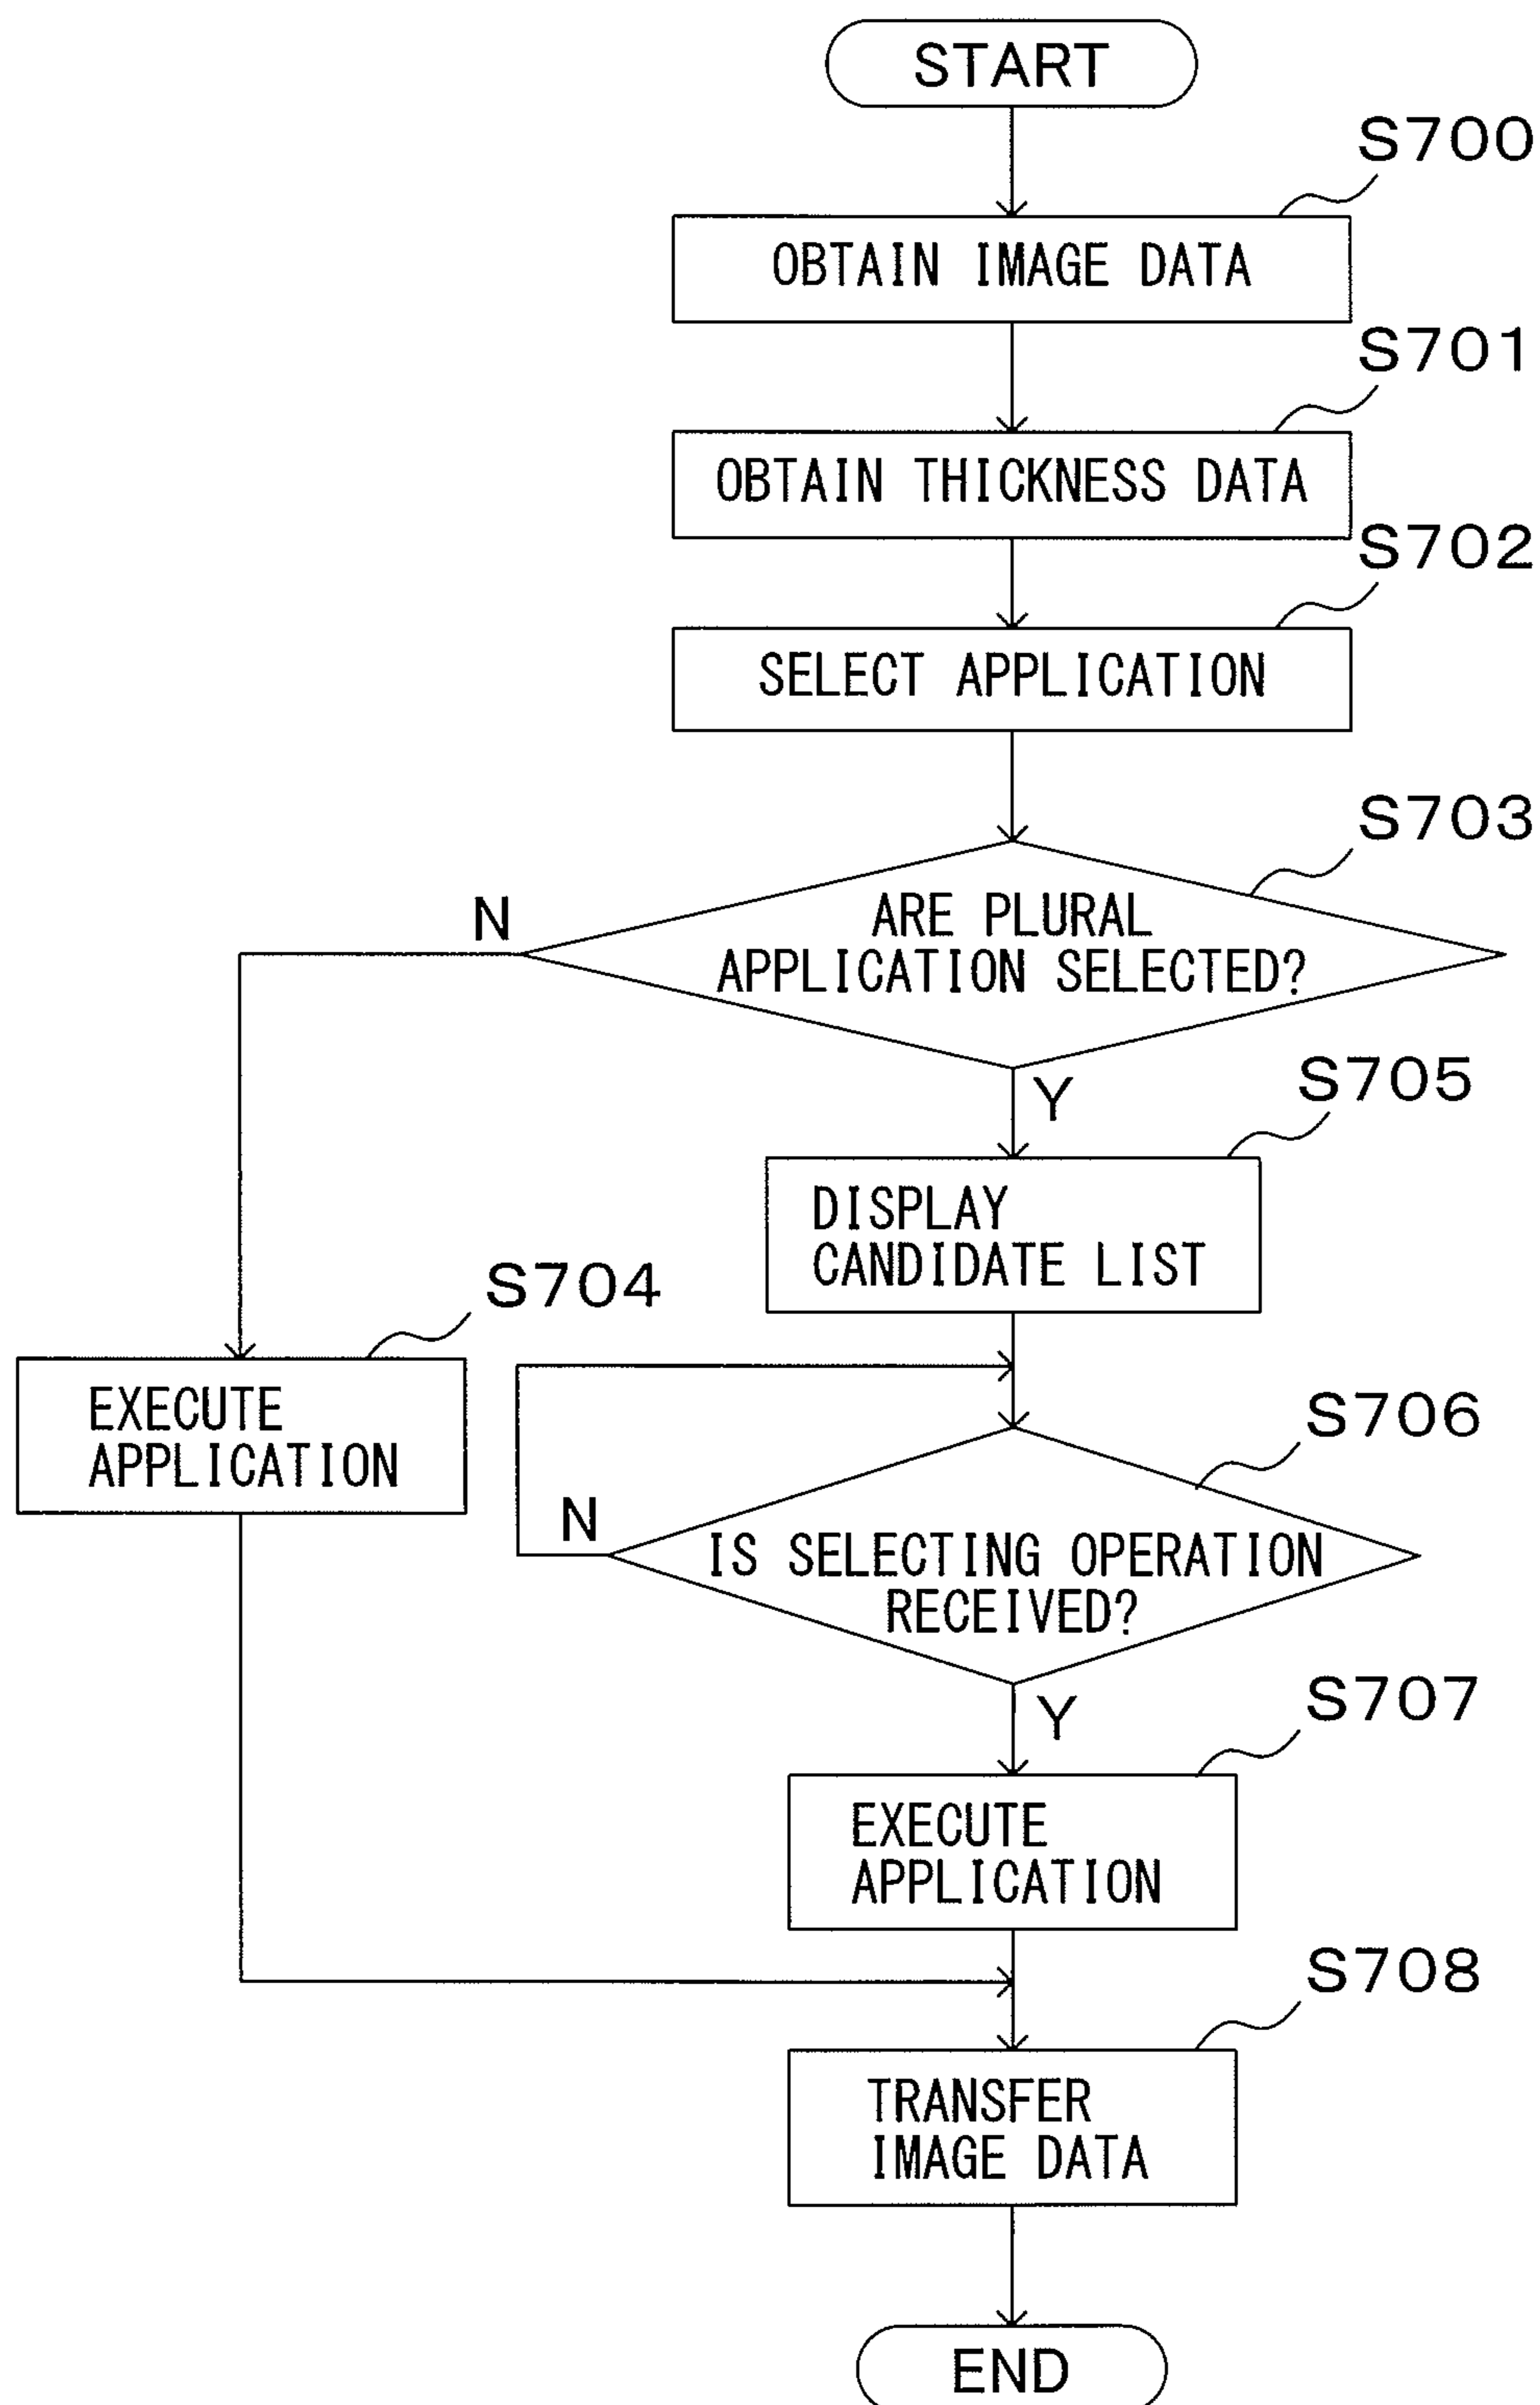 START
S700
OBTAIN IMAGE DATA
S701
OBTAIN THICKNESS DATA
S702
SELECT APPLICATION
S703
N
ARE PLURAL
APPLICATION SELECTED?
Y
S705
DISPLAY
CANDIDATE LIST
S704
EXECUTE
APPLICATION
S706
N
IS SELECTING OPERATION
RECEIVED?
Y
S707
EXECUTE
APPLICATION
S708
TRANSFER
IMAGE DATA
END